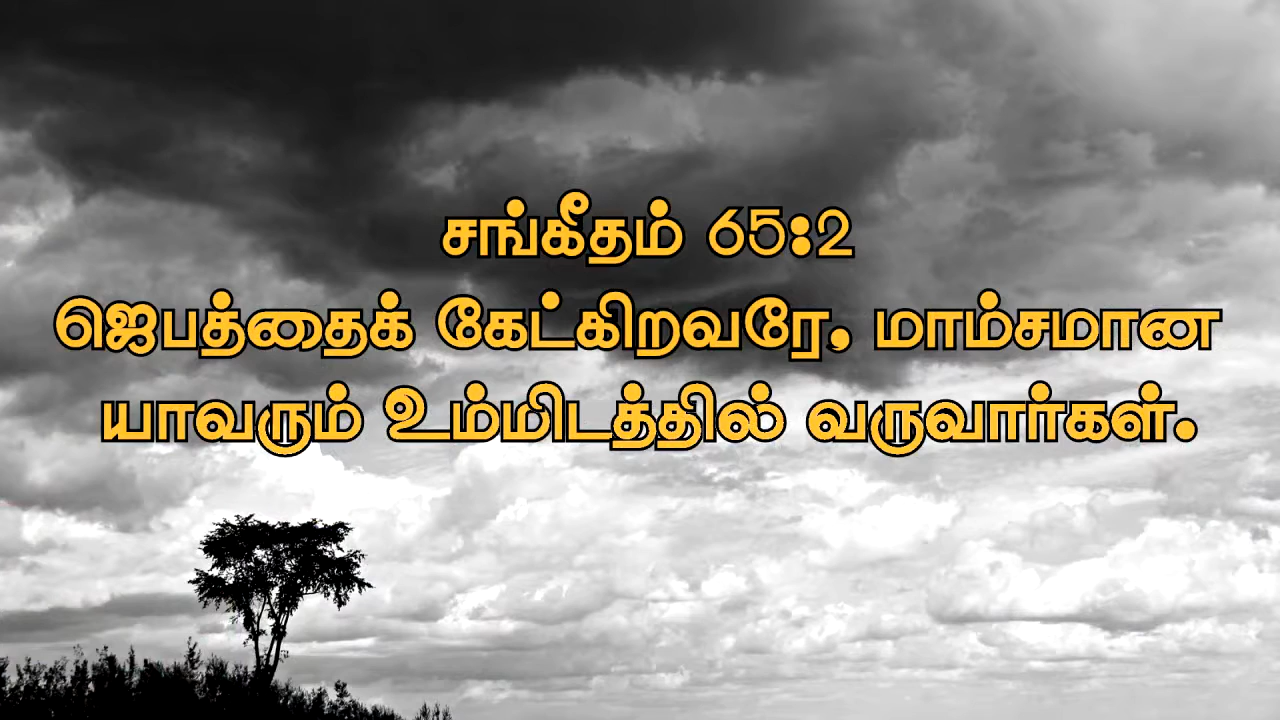 சங்கீதம் 65:2
ஜெபத்தைக் கேட்கிறவரே, மாம்சமான
யாவரும் உம்மிடத்தில் வருவார்கள்.